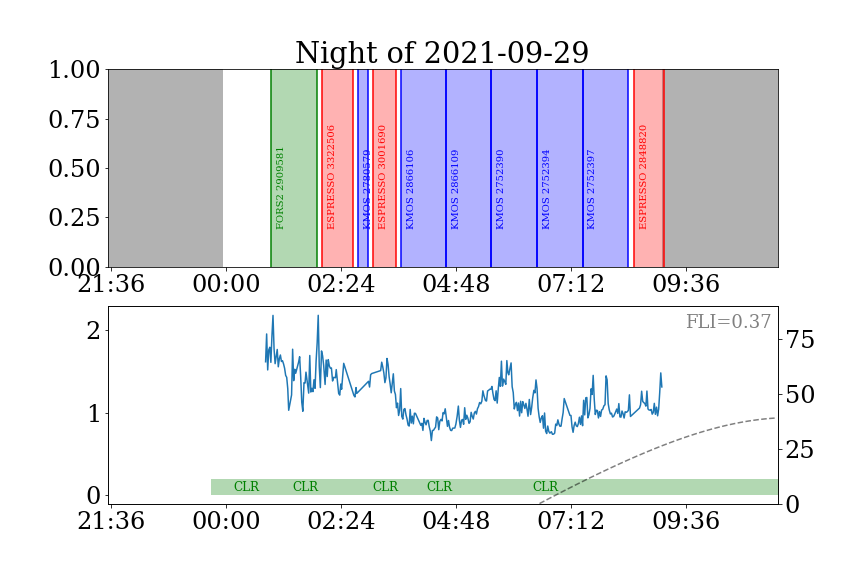 Night of 2021-09-29
1.00
0.75
0.50
0.25
0.00
FORS2 2909581
ESPRESSO 3322506
KMOS 2780579
ESPRESSO 3001690
KMOS 2866106
KMOS 2866109
KMOS 2752390
KMOS 2752394
KMOS 2752397
ESPRESSO 2848820
21:36 00:00 02:24 04:48 07:12 09:36
FLI=0.37
2
1
0
75
50
25
0
CLR CLR CLR CLR CLR
21:36 00:00 02:24 04:48 07:12 09:36